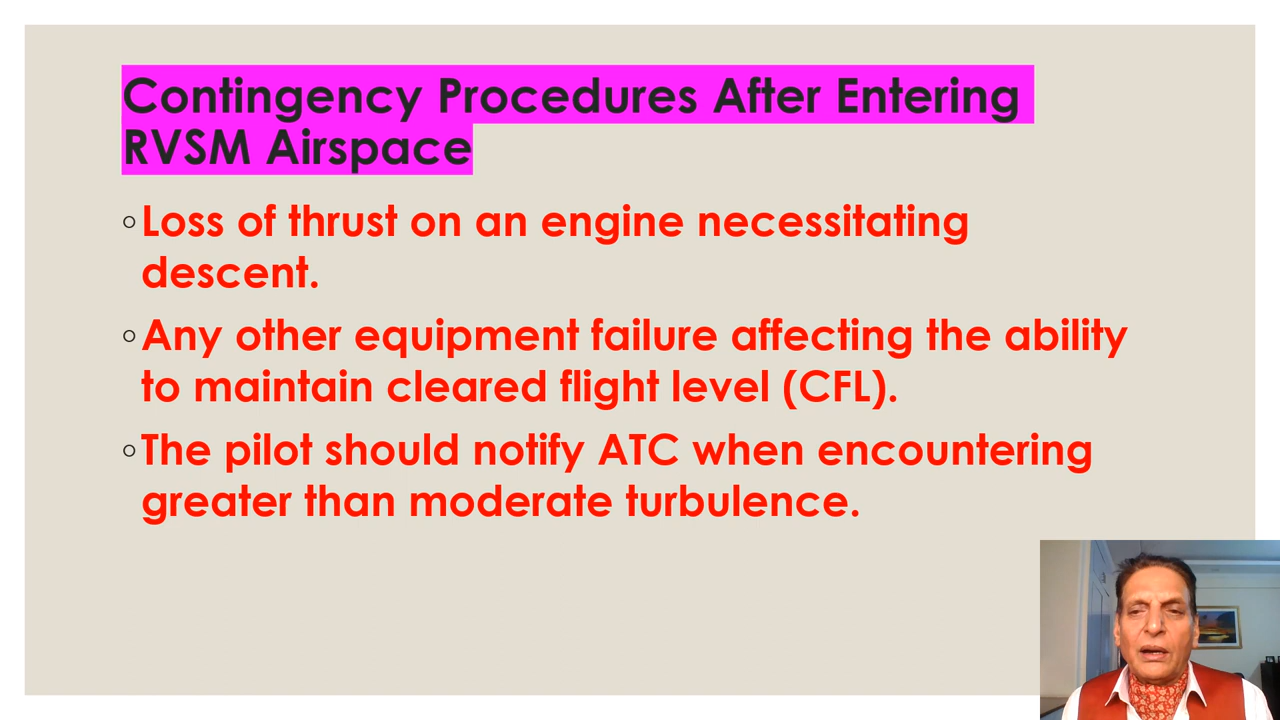 Contingency Procedures After Entering
RVSM Airspace
◦Loss of thrust on an engine necessitating
descent.
◦Any other equipment failure affecting the ability
to maintain cleared flight level (CFL).
◦The pilot should notify ATC when encountering
greater than moderate turbulence.